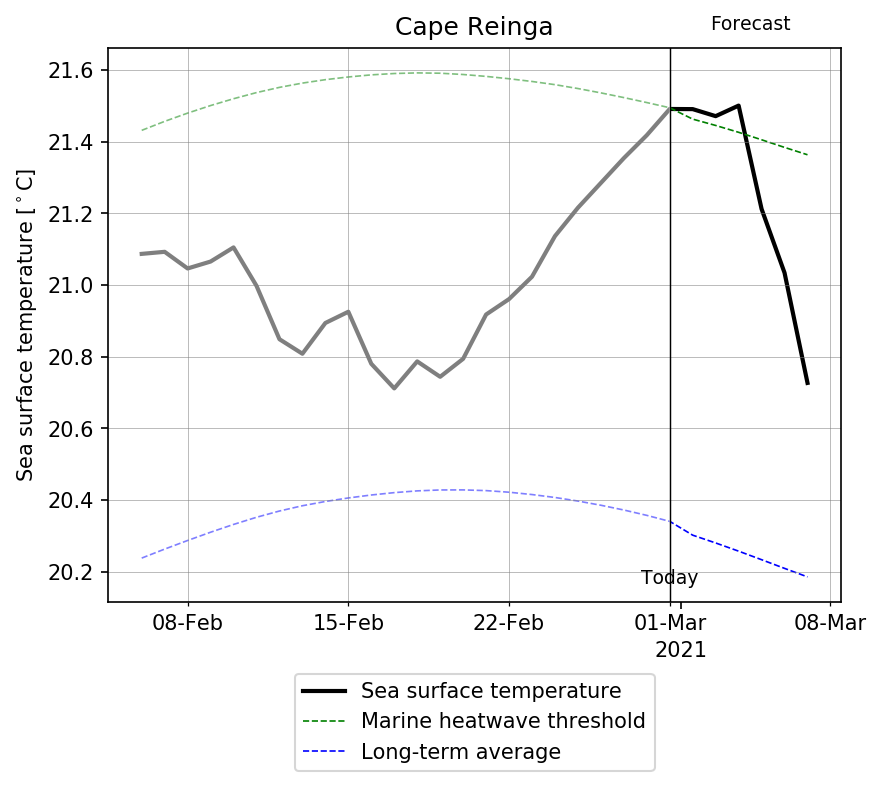 Cape Reinga
Forecast
Sea surface temperature [°C]
21.6
21.4
21.2
21.0
20.8
20.6
20.4
20.2
Today
08-Feb 15-Feb 22-Feb 01-Mar 08-Mar
2021
Sea surface temperature
Marine heatwave threshold
Long-term average